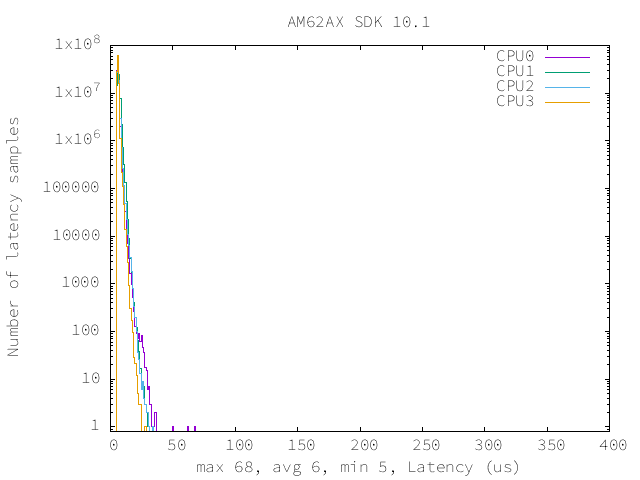 AM62AX SDK 10.1
CPU0
CPU1
CPU2
CPU3
Number of latency samples
1x10^8
1x10^7
1x10^6
100000
10000
1000
100
10
1
0 50 100 150 200 250 300 350 400
max 68, avg 6, min 5, Latency (us)